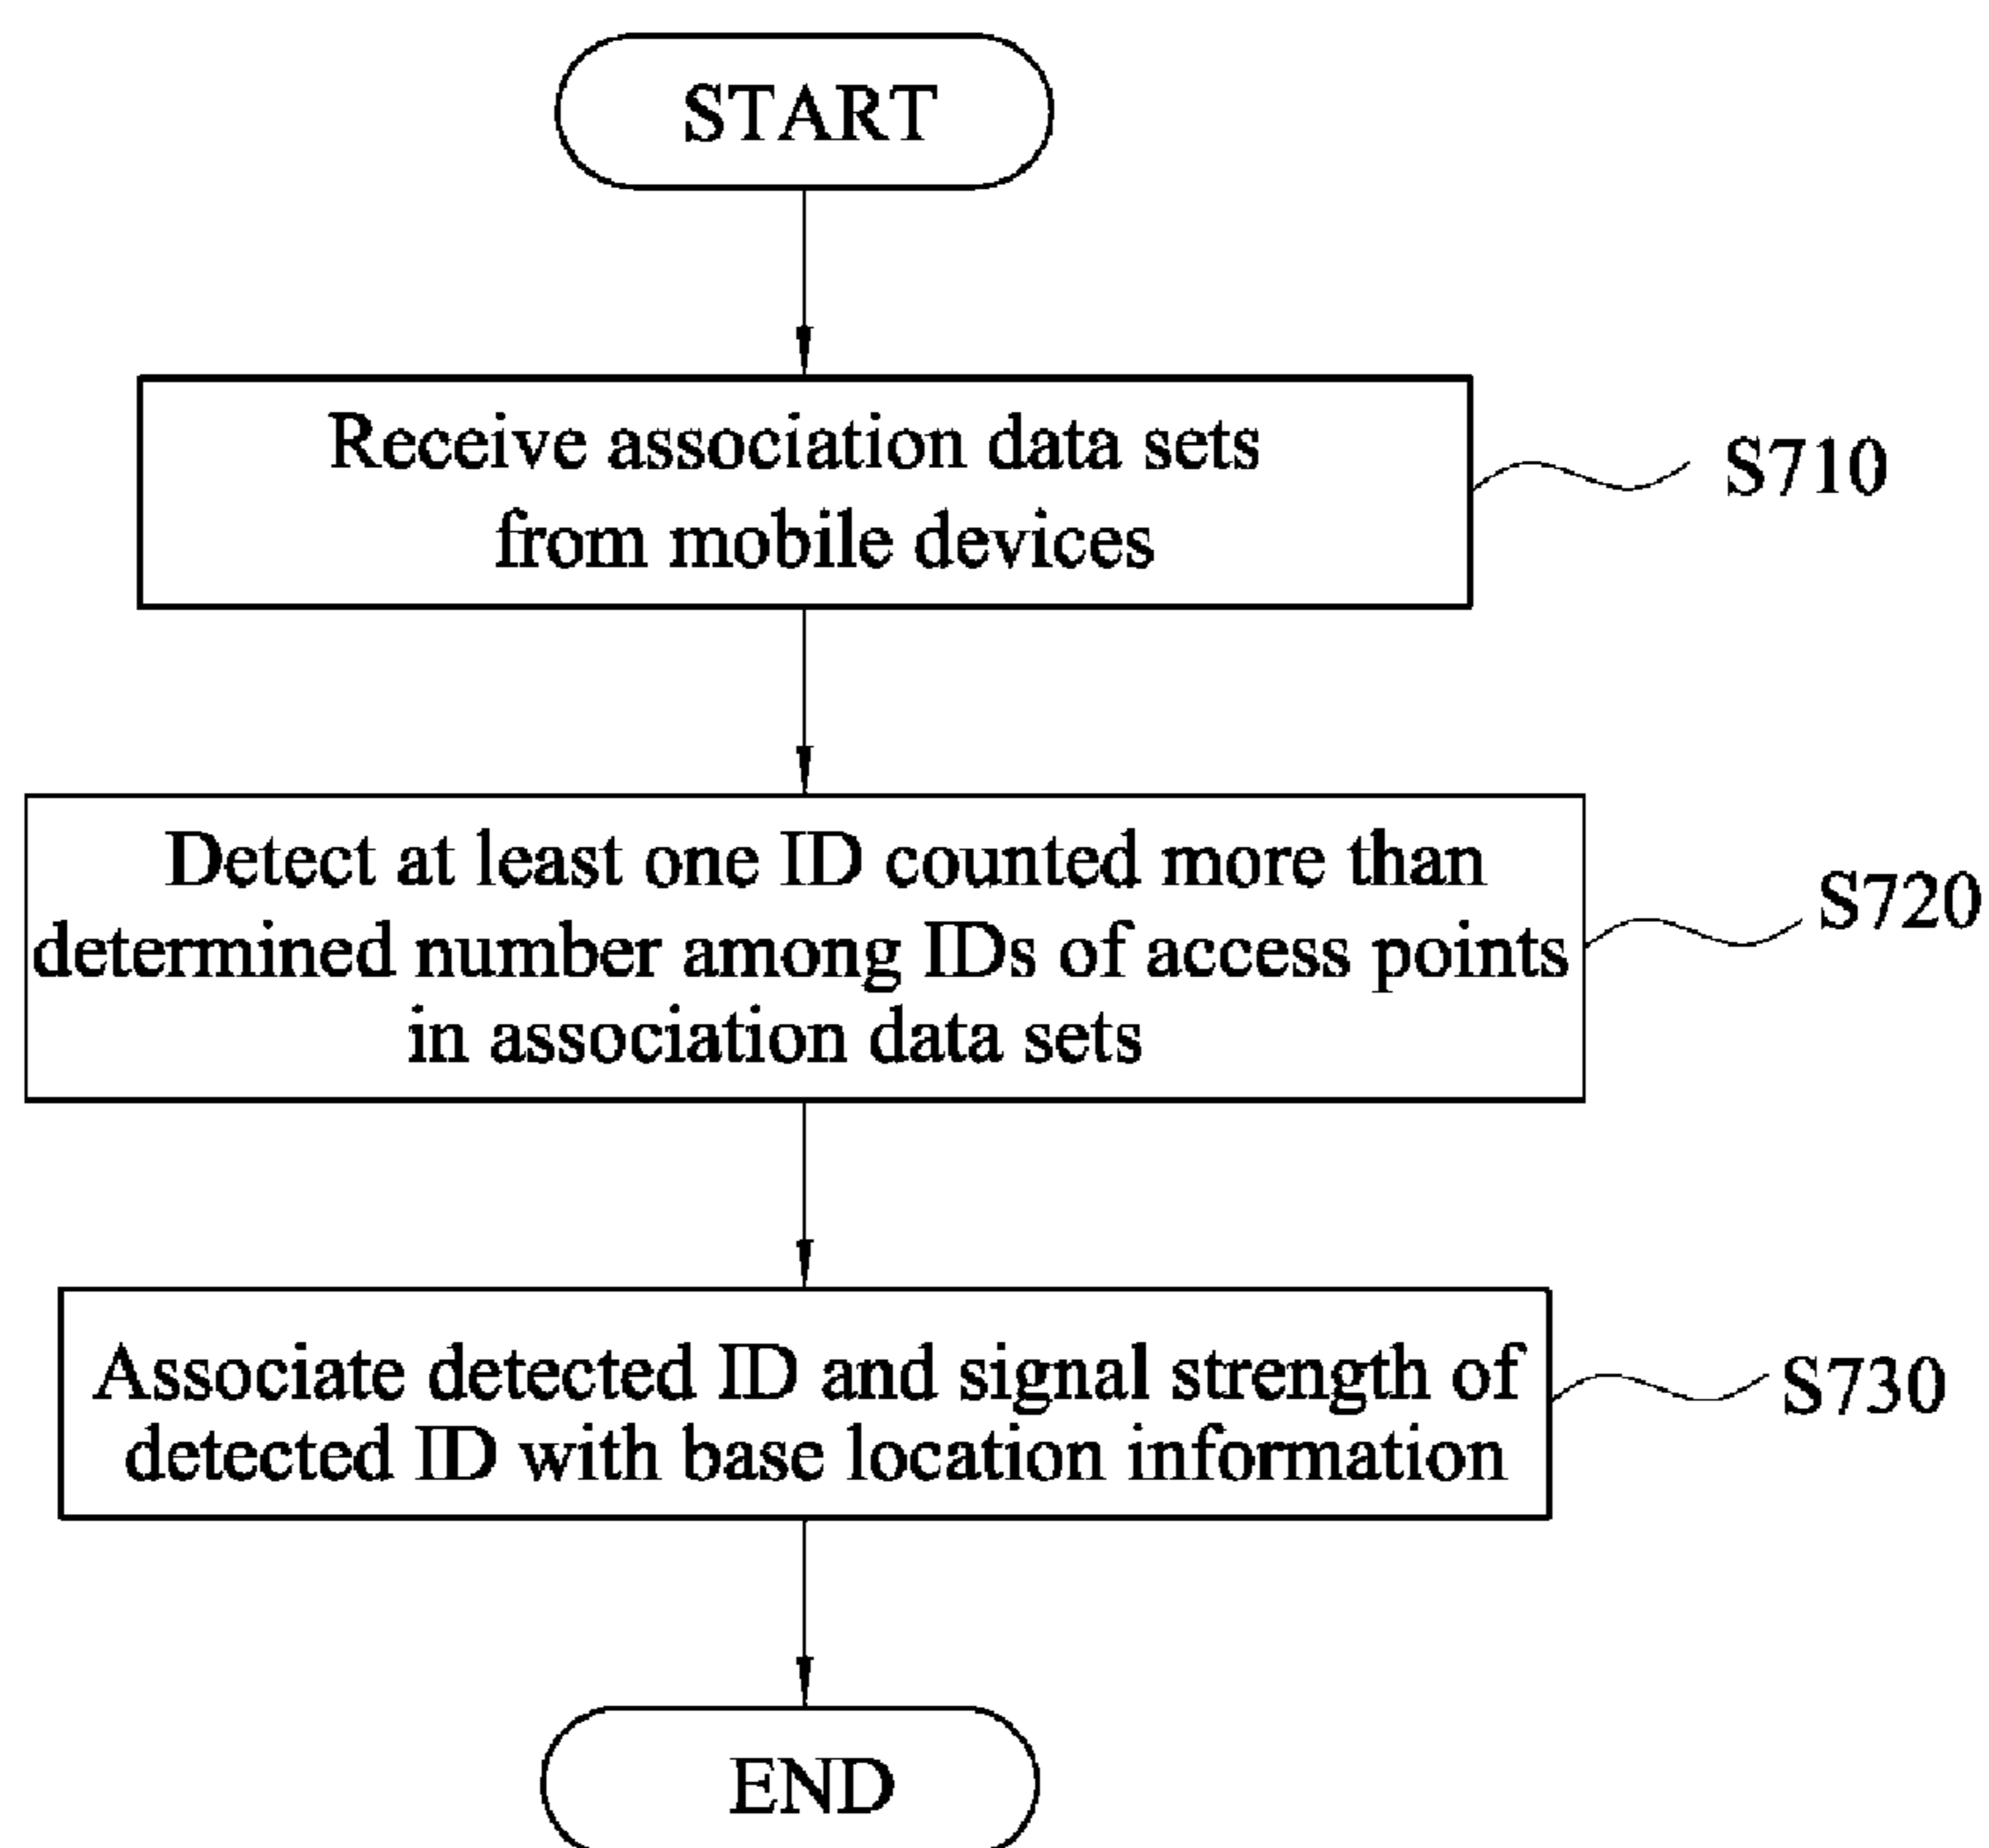 START
Receive association data sets
from mobile devices
S710
Detect at least one ID counted more than
determined number among IDs of access points
in association data sets
S720
Associate detected ID and signal strength of
detected ID with base location information
S730
END